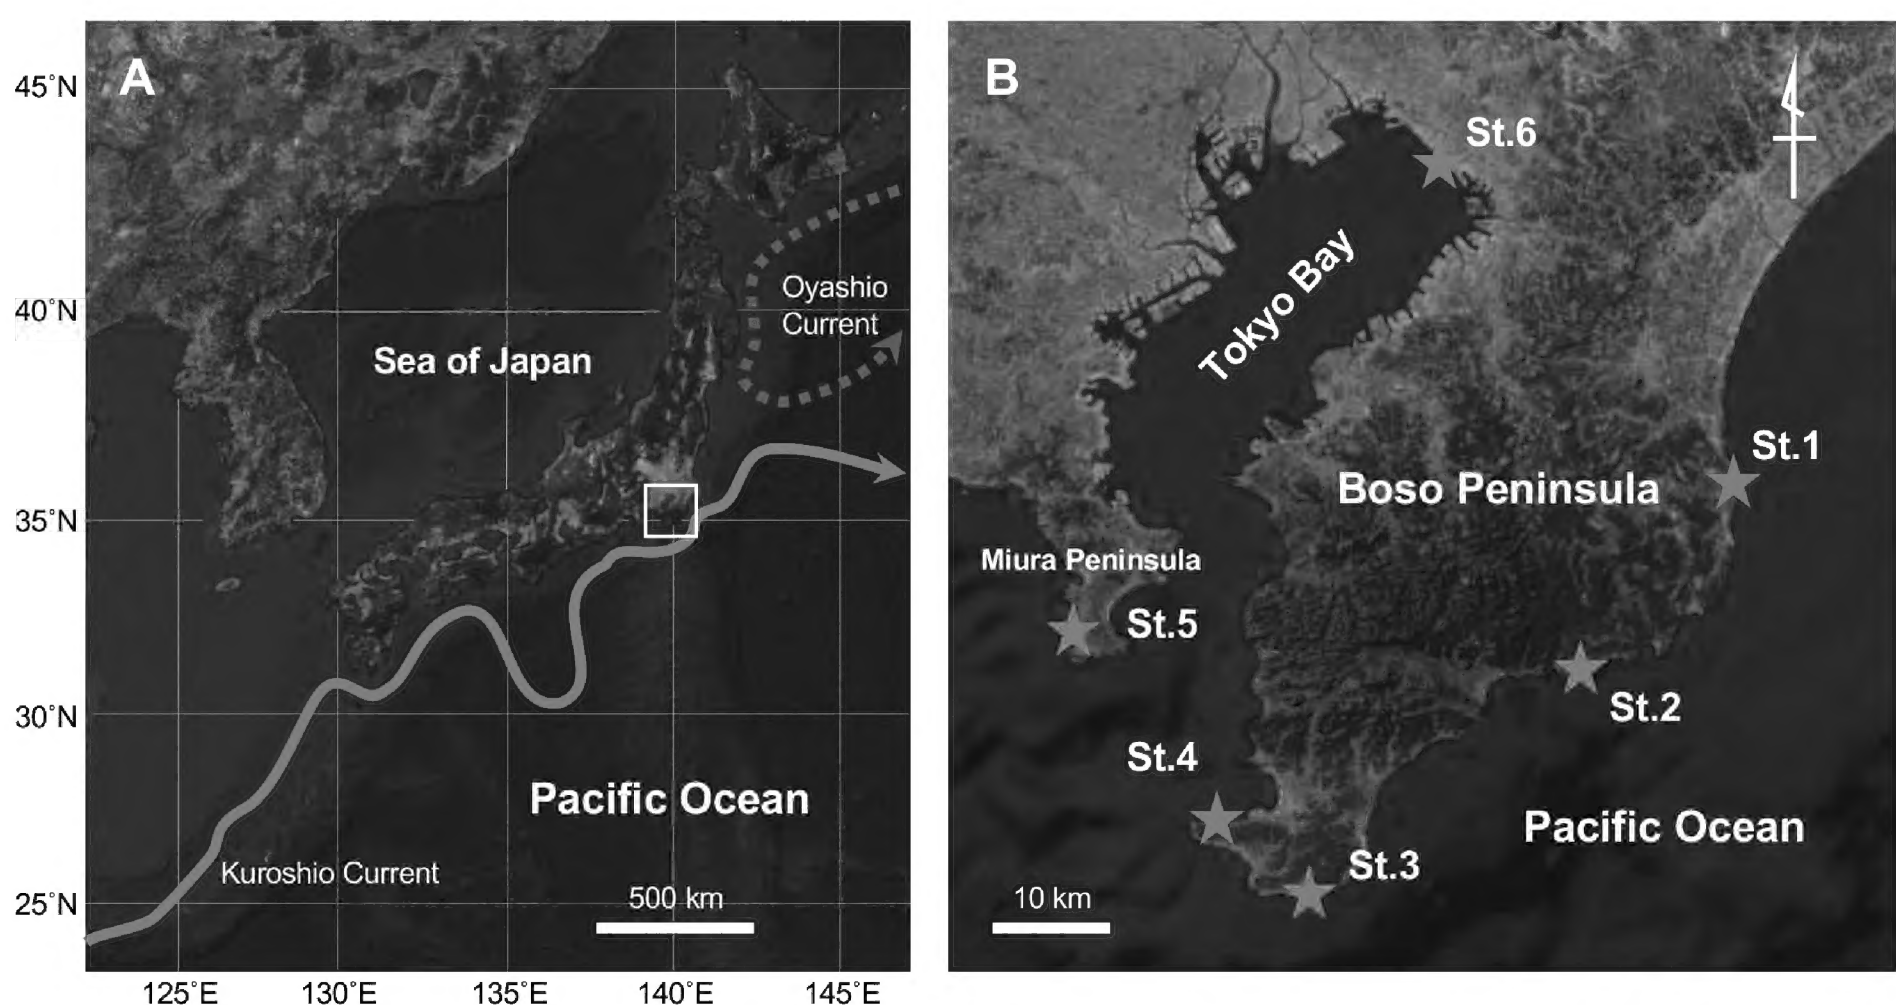 A
45°N
40°N
35°N
30°N
25°N
125°E
130°E
135°E
140°E
145°E
Oyashio
Current
Sea of Japan
Pacific Ocean
Kuroshio Current
500 km
B
St.6
Tokyo Bay
St.1
Boso Peninsula
Miura Peninsula
St.5
St.2
St.4
Pacific Ocean
St.3
10 km